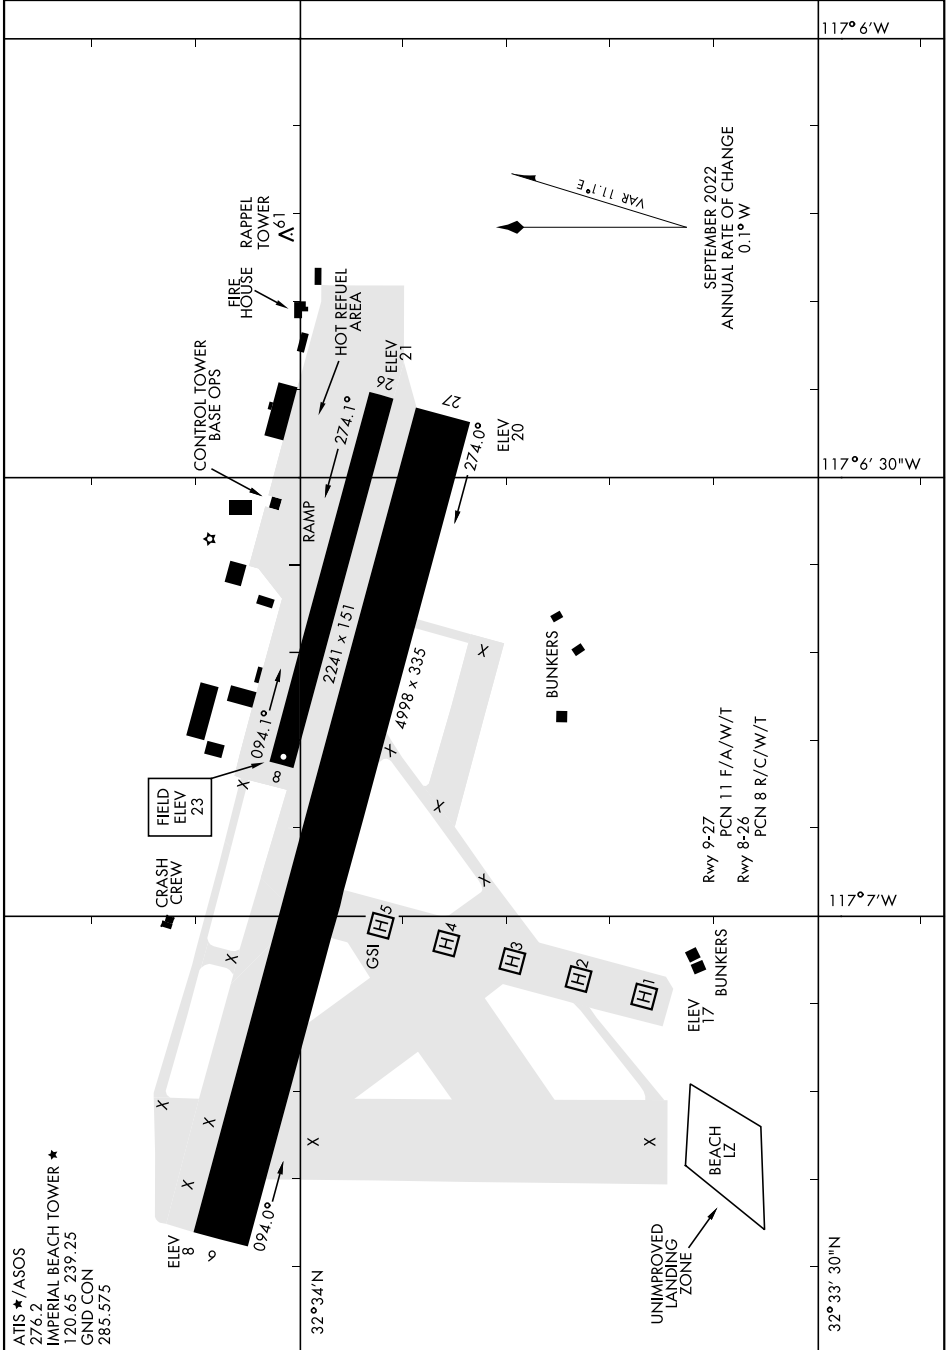 ATIS ★/ASOS
276.2
IMPERIAL BEACH TOWER ★
120.65 239.25
GND CON
285.575
117°6'W
117°6' 30"W
117°7'W
32°34'N
32°33' 30"N
RAPPEL
TOWER
61
FIRE
HOUSE
HOT REFUEL
AREA
CONTROL TOWER
BASE OPS
RAMP
VAR 11.1°E
SEPTEMBER 2022
ANNUAL RATE OF CHANGE
0.1° W
26
ELEV
21
274.1°
27
274.0°
ELEV
20
2241 x 151
4998 x 335
094.1°
8
FIELD
ELEV
23
CRASH
CREW
X
X
X
X
X
X
X
X
X
X
X
BUNKERS
Rwy 9-27
PCN 11 F/A/W/T
Rwy 8-26
PCN 8 R/C/W/T
GSI
H 5
H 4
H 3
H 2
H 1
BUNKERS
ELEV
17
BEACH
LZ
UNIMPROVED
LANDING
ZONE
ELEV
8
9
094.0°